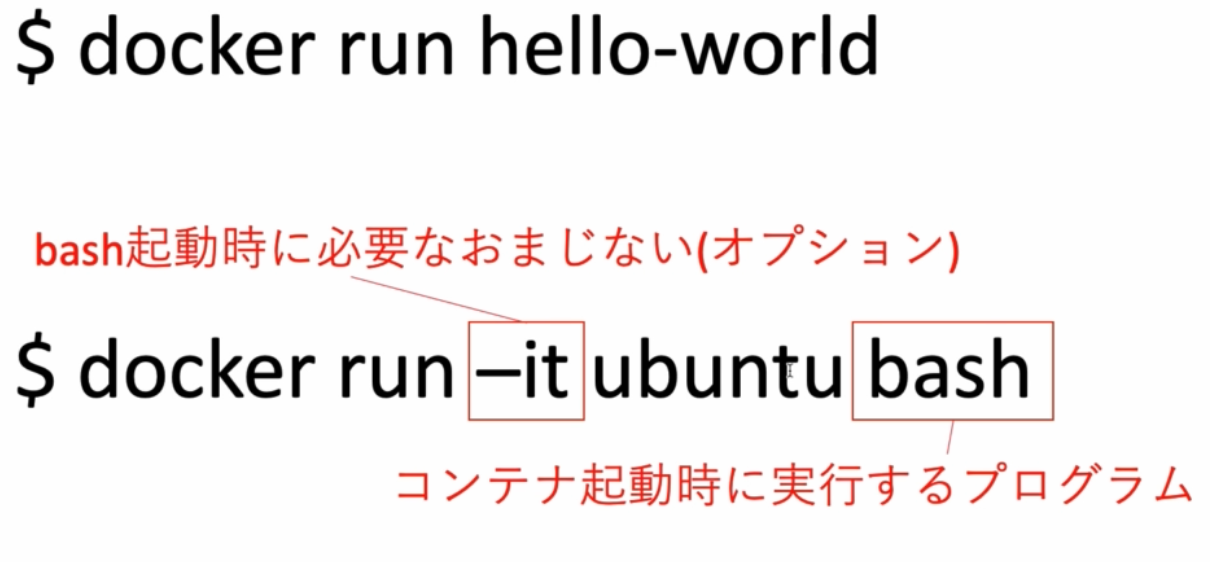 $ docker run hello-world
bash起動時に必要なおまじない(オプション)
$ docker run –it ubuntu bash
コンテナ起動時に実行するプログラム